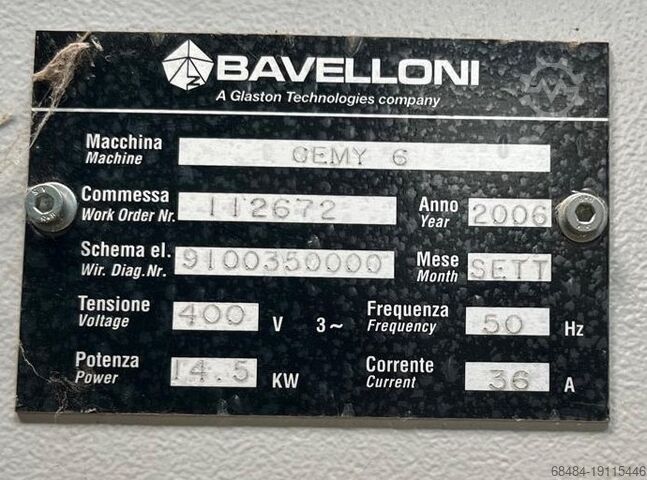 BAVELLONI
A Glaston Technologies company
Macchina
Machine
GEMY 6
Commessa
Work Order Nr.
112672
Anno
Year
2006
Schema el.
Wir. Diag.Nr.
9100350000
Mese
Month
SETT
Tensione
Voltage
400 V 3~
Frequenza
Frequency
50 Hz
Potenza
Power
14.5 KW
Corrente
Current
36 A
68484-19115446